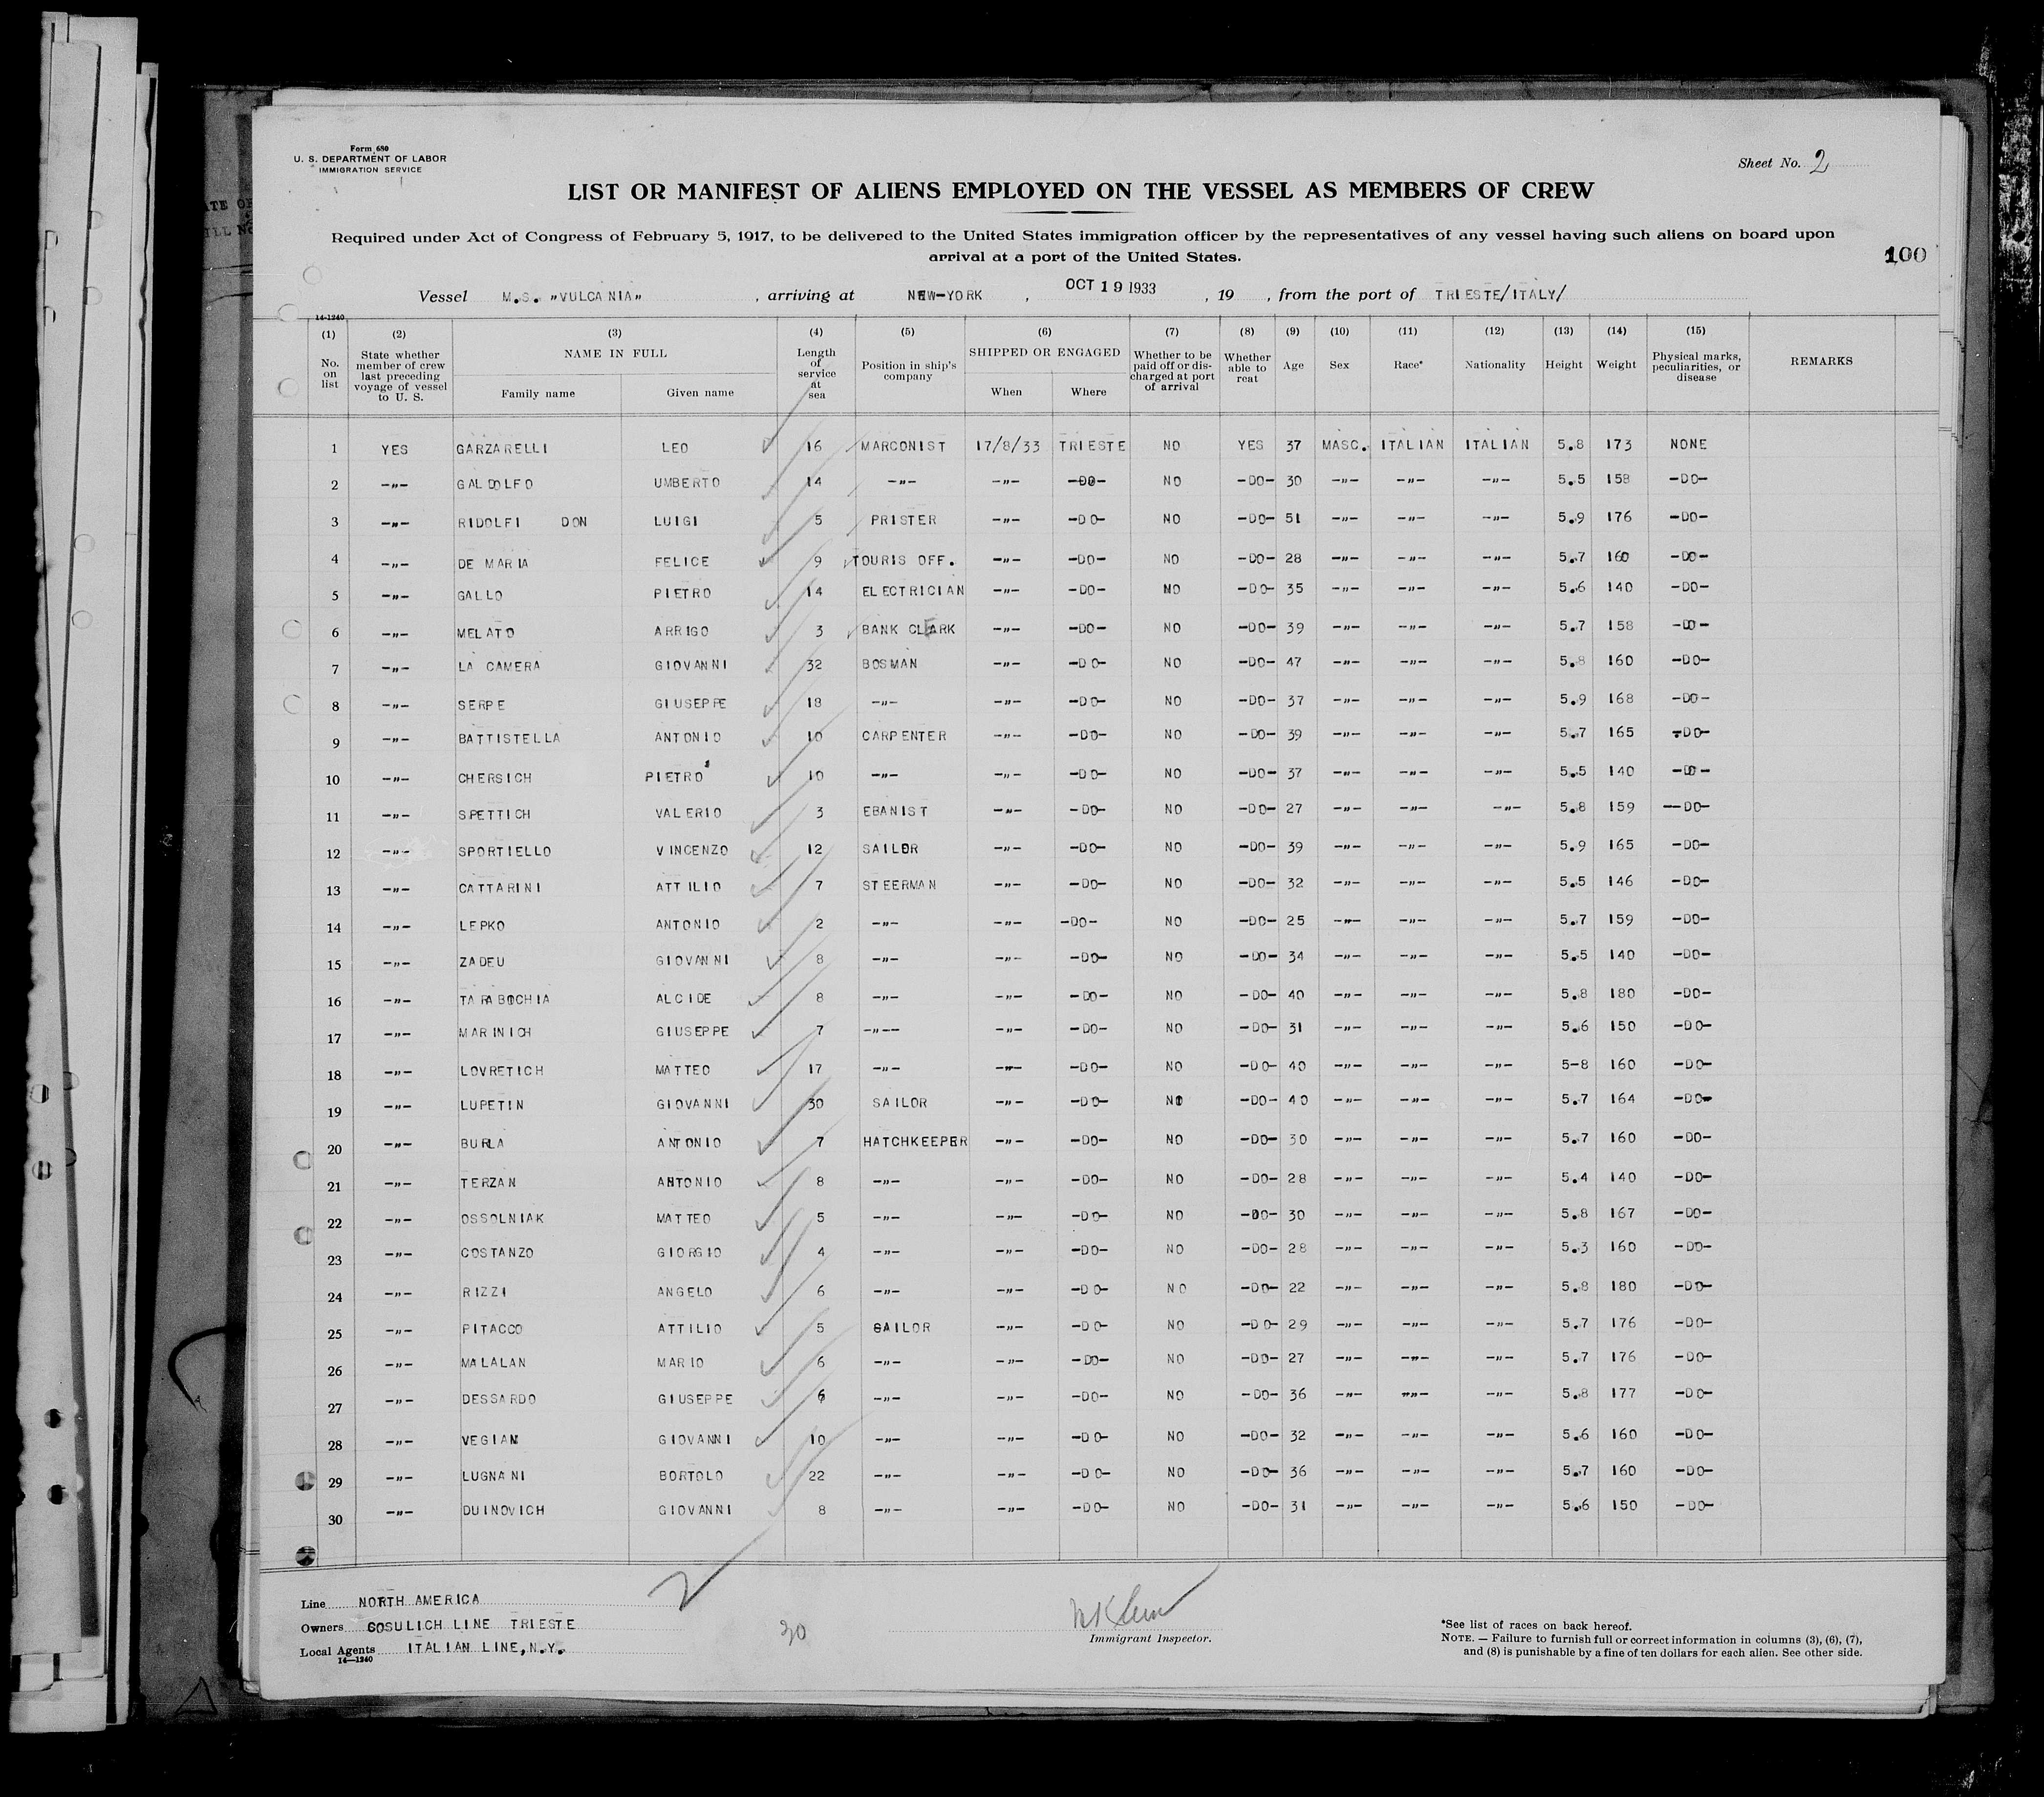 Form 680
U. S. DEPARTMENT OF LABOR
IMMIGRATION SERVICE
Sheet No. 2
LIST OR MANIFEST OF ALIENS EMPLOYED ON THE VESSEL AS MEMBERS OF CREW
Required under Act of Congress of February 5, 1917, to be delivered to the United States immigration officer by the representatives of any vessel having such aliens on board upon
arrival at a port of the United States.
100
Vessel M.S. „VULCANIA„ , arriving at NEW-YORK , OCT 19 1933 , 19 , from the port of TRIESTE/ITALY/
14-1240
(1) (2) (3) (4) (5) (6) (7) (8) (9) (10) (11) (12) (13) (14) (15)
No. on list State whether member of crew last preceding voyage of vessel to U. S. NAME IN FULL Family name Given name Length of service at sea Position in ship's company SHIPPED OR ENGAGED When Where Whether to be paid off or discharged at port of arrival Whether able to reat Age Sex Race* Nationality Height Weight Physical marks, peculiarities, or disease REMARKS
1 YES GARZARELLI LEO 16 MARCONIST 17/8/33 TRIESTE NO YES 37 MASC. ITALIAN ITALIAN 5.8 173 NONE
2 -„- GALDOLFO UMBERTO 14 -„- -„- -DO- NO -DO- 30 -„- -„- -„- 5.5 158 -DO-
3 -„- RIDOLFI DON LUIGI 5 PRISTER -„- -DO- NO -DO- 51 -„- -„- -„- 5.9 176 -DO-
4 -„- DE MARIA FELICE 9 TOURIS OFF. -„- -DO- NO -DO- 28 -„- -„- -„- 5.7 160 -DO-
5 -„- GALLO PIETRO 14 ELECTRICIAN -„- -DO- NO -DO- 35 -„- -„- -„- 5.6 140 -DO-
6 -„- MELATO ARRIGO 3 BANK CLEARK -„- -DO- NO -DO- 39 -„- -„- -„- 5.7 158 -DO-
7 -„- LA CAMERA GIOVANNI 32 BOSMAN -„- -DO- NO -DO- 47 -„- -„- -„- 5.8 160 -DO-
8 -„- SERPE GIUSEPPE 18 -„- -„- -DO- NO -DO- 37 -„- -„- -„- 5.9 168 -DO-
9 -„- BATTISTELLA ANTONIO 10 CARPENTER -„- -DO- NO -DO- 39 -„- -„- -„- 5.7 165 -DO-
10 -„- CHERSICH PIETRO 10 -„- -„- -DO- NO -DO- 37 -„- -„- -„- 5.5 140 -DO-
11 -„- SPETTICH VALERIO 3 EBANIST -„- -DO- NO -DO- 27 -„- -„- -„- 5.8 159 --DO-
12 -„- SPORTIELLO VINCENZO 12 SAILOR -„- -DO- NO -DO- 39 -„- -„- -„- 5.9 165 -DO-
13 -„- CATTARINI ATTILIO 7 STEERMAN -„- -DO- NO -DO- 32 -„- -„- -„- 5.5 146 -DO-
14 -„- LEPKO ANTONIO 2 -„- -„- -DO- NO -DO- 25 -„- -„- -„- 5.7 159 -DO-
15 -„- ZADEU GIOVANNI 8 -„- -„- -DO- NO -DO- 34 -„- -„- -„- 5.5 140 -DO-
16 -„- TARABOCHIA ALCIDE 8 -„- -„- -DO- NO -DO- 40 -„- -„- -„- 5.8 180 -DO-
17 -„- MARINICH GIUSEPPE 7 -„-- -„- -DO- NO -DO- 31 -„- -„- -„- 5.6 150 -DO-
18 -„- LOVRETICH MATTEO 17 -„- -„- -DO- NO -DO- 40 -„- -„- -„- 5-8 160 -DO-
19 -„- LUPETIN GIOVANNI 30 SAILOR -„- -DO- NO -DO- 40 -„- -„- -„- 5.7 164 -DO-
20 -„- BURLA ANTONIO 7 HATCHKEEPER -„- -DO- NO -DO- 30 -„- -„- -„- 5.7 160 -DO-
21 -„- TERZAN ANTONIO 8 -„- -„- -DO- NO -DO- 28 -„- -„- -„- 5.4 140 -DO-
22 -„- OSSOLNIAK MATTEO 5 -„- -„- -DO- NO -DO- 30 -„- -„- -„- 5.8 167 -DO-
23 -„- COSTANZO GIORGIO 4 -„- -„- -DO- NO -DO- 28 -„- -„- -„- 5.3 160 -DO-
24 -„- RIZZI ANGELO 6 -„- -„- -DO- NO -DO- 22 -„- -„- -„- 5.8 180 -DO-
25 -„- PITACCO ATTILIO 5 SAILOR -„- -DO- NO -DO- 29 -„- -„- -„- 5.7 176 -DO-
26 -„- MALALAN MARIO 6 -„- -„- -DO- NO -DO- 27 -„- -„- -„- 5.7 176 -DO-
27 -„- DESSARDO GIUSEPPE 6 -„- -„- -DO- NO -DO- 36 -„- -„- -„- 5.8 177 -DO-
28 -„- VEGIAN GIOVANNI 10 -„- -„- -DO- NO -DO- 32 -„- -„- -„- 5.6 160 -DO-
29 -„- LUGNANI BORTOLO 22 -„- -„- -DO- NO -DO- 36 -„- -„- -„- 5.7 160 -DO-
30 -„- DUINOVICH GIOVANNI 8 -„- -„- -DO- NO -DO- 31 -„- -„- -„- 5.6 150 -DO-
Line NORTH AMERICA
Owners COSULICH LINE TRIESTE
Local Agents ITALIAN LINE,N.Y.
14-1240
30
Immigrant Inspector.
*See list of races on back hereof.
NOTE. — Failure to furnish full or correct information in columns (3), (6), (7),
and (8) is punishable by a fine of ten dollars for each alien. See other side.